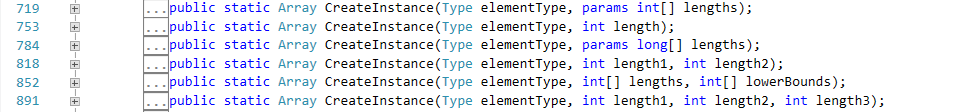 719 ...public static Array CreateInstance(Type elementType, params int[] lengths);
753 ...public static Array CreateInstance(Type elementType, int length);
784 ...public static Array CreateInstance(Type elementType, params long[] lengths);
818 ...public static Array CreateInstance(Type elementType, int length1, int length2);
852 ...public static Array CreateInstance(Type elementType, int[] lengths, int[] lowerBounds);
891 ...public static Array CreateInstance(Type elementType, int length1, int length2, int length3);